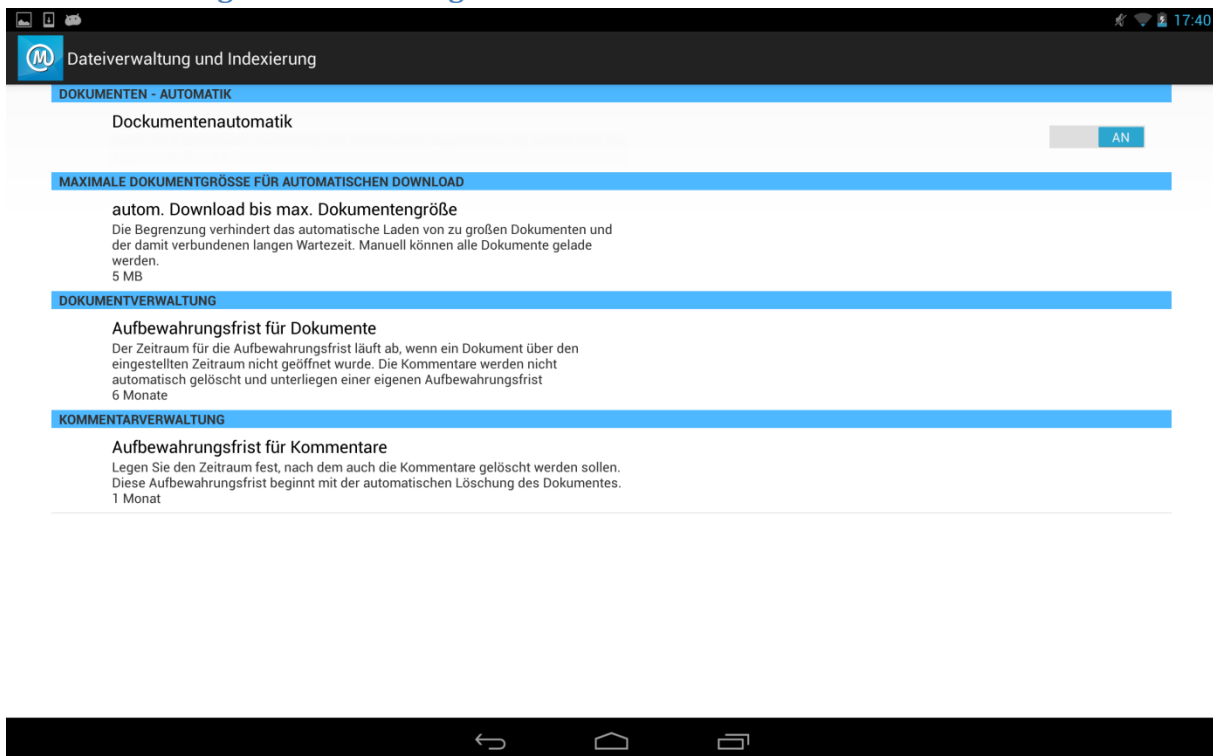 17:40
Dateiverwaltung und Indexierung
DOKUMENTEN - AUTOMATIK
Dockumentenautomatik
AN
MAXIMALE DOKUMENTGRÖSSE FÜR AUTOMATISCHEN DOWNLOAD
autom. Download bis max. Dokumentengröße
Die Begrenzung verhindert das automatische Laden von zu großen Dokumenten und
der damit verbundenen langen Wartezeit. Manuell können alle Dokumente gelade
werden.
5 MB
DOKUMENTVERWALTUNG
Aufbewahrungsfrist für Dokumente
Der Zeitraum für die Aufbewahrungsfrist läuft ab, wenn ein Dokument über den
eingestellten Zeitraum nicht geöffnet wurde. Die Kommentare werden nicht
automatisch gelöscht und unterliegen einer eigenen Aufbewahrungsfrist
6 Monate
KOMMENTARVERWALTUNG
Aufbewahrungsfrist für Kommentare
Legen Sie den Zeitraum fest, nach dem auch die Kommentare gelöscht werden sollen.
Diese Aufbewahrungsfrist beginnt mit der automatischen Löschung des Dokumentes.
1 Monat